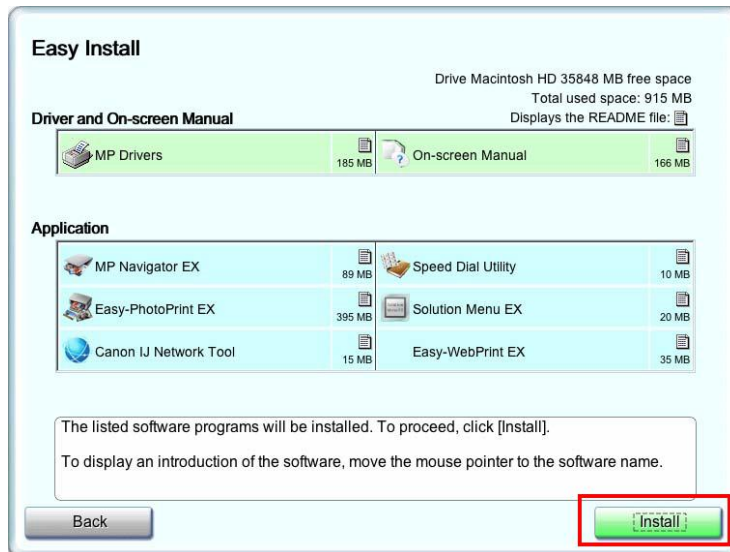 Easy Install
Drive Macintosh HD 35848 MB free space
Total used space: 915 MB
Displays the README file:
Driver and On-screen Manual
MP Drivers 185 MB On-screen Manual 166 MB
Application
MP Navigator EX 89 MB Speed Dial Utility 10 MB
Easy-PhotoPrint EX 395 MB Solution Menu EX 20 MB
Canon IJ Network Tool 15 MB Easy-WebPrint EX 35 MB
The listed software programs will be installed. To proceed, click [Install].
To display an introduction of the software, move the mouse pointer to the software name.
Back Install